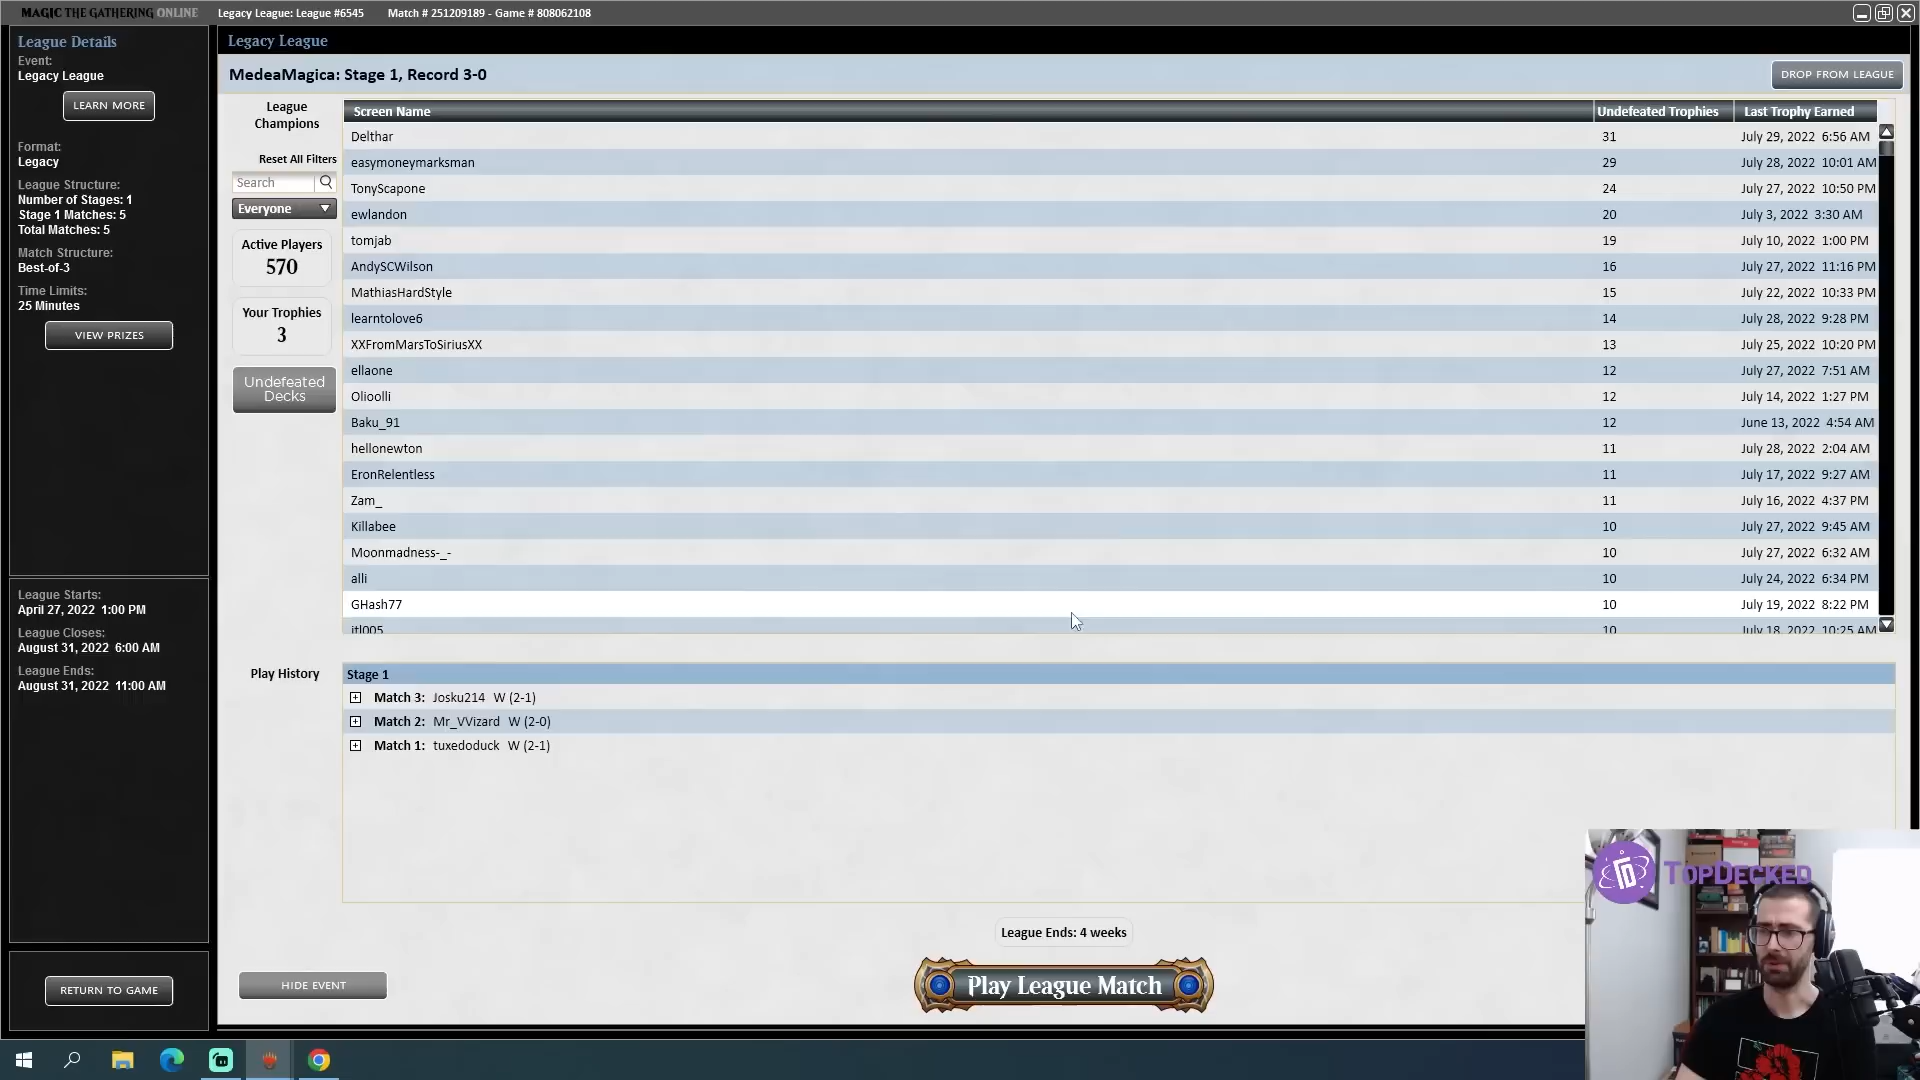 MAGIC THE GATHERING ONLINE Legacy League: League #6545 Match # 251209189 - Game # 808062108
League Details
Event:
Legacy League
LEARN MORE
Format:
Legacy
League Structure:
Number of Stages: 1
Stage 1 Matches: 5
Total Matches: 5
Match Structure:
Best-of-3
Time Limits:
25 Minutes
VIEW PRIZES
League Starts:
April 27, 2022 1:00 PM
League Closes:
August 31, 2022 6:00 AM
League Ends:
August 31, 2022 11:00 AM
RETURN TO GAME
Legacy League
MedeaMagica: Stage 1, Record 3-0
DROP FROM LEAGUE
League
Champions
Reset All Filters
Search
Everyone
Active Players
570
Your Trophies
3
Undefeated
Decks
Screen Name Undefeated Trophies Last Trophy Earned
Delthar 31 July 29, 2022 6:56 AM
easymoneymarksman 29 July 28, 2022 10:01 AM
TonyScapone 24 July 27, 2022 10:50 PM
ewlandon 20 July 3, 2022 3:30 AM
tomjab 19 July 10, 2022 1:00 PM
AndySCWilson 16 July 27, 2022 11:16 PM
MathiasHardStyle 15 July 22, 2022 10:33 PM
learntolove6 14 July 28, 2022 9:28 PM
XXFromMarsToSiriusXX 13 July 25, 2022 10:20 PM
ellaone 12 July 27, 2022 7:51 AM
Olioolli 12 July 14, 2022 1:27 PM
Baku_91 12 June 13, 2022 4:54 AM
hellonewton 11 July 28, 2022 2:04 AM
EronRelentless 11 July 17, 2022 9:27 AM
Zam_ 11 July 16, 2022 4:37 PM
Killabee 10 July 27, 2022 9:45 AM
Moonmadness-_- 10 July 27, 2022 6:32 AM
alli 10 July 24, 2022 6:34 PM
GHash77 10 July 19, 2022 8:22 PM
itl005 10 July 18, 2022 10:25 AM
Play History
Stage 1
Match 3: Josku214 W (2-1)
Match 2: Mr_VVizard W (2-0)
Match 1: tuxedoduck W (2-1)
League Ends: 4 weeks
HIDE EVENT
Play League Match
TOPDECKED